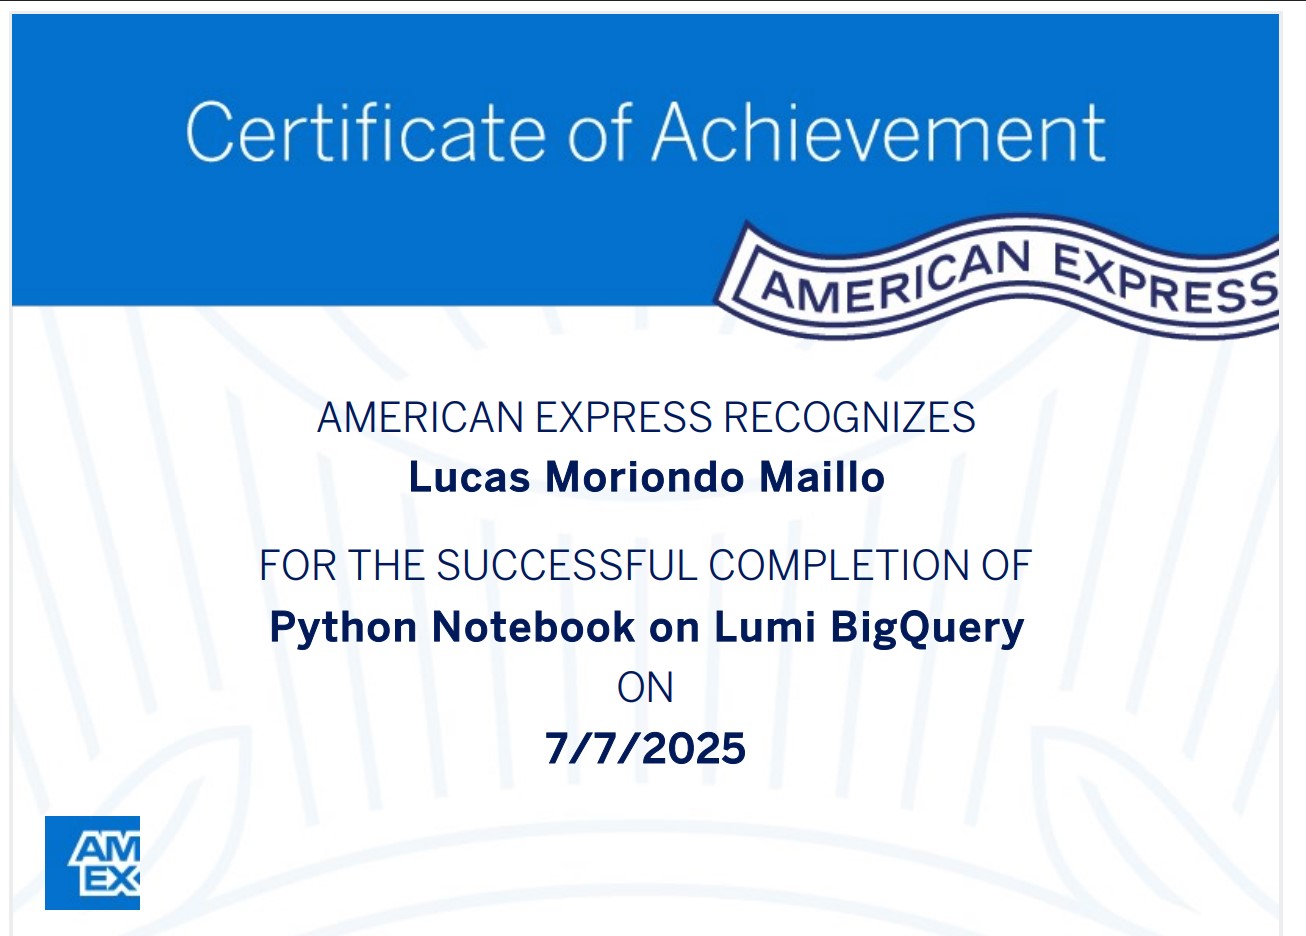 Certificate of Achievement
AMERICAN EXPRESS
AMERICAN EXPRESS RECOGNIZES
Lucas Moriondo Maillo
FOR THE SUCCESSFUL COMPLETION OF
Python Notebook on Lumi BigQuery
ON
7/7/2025
AM
EX